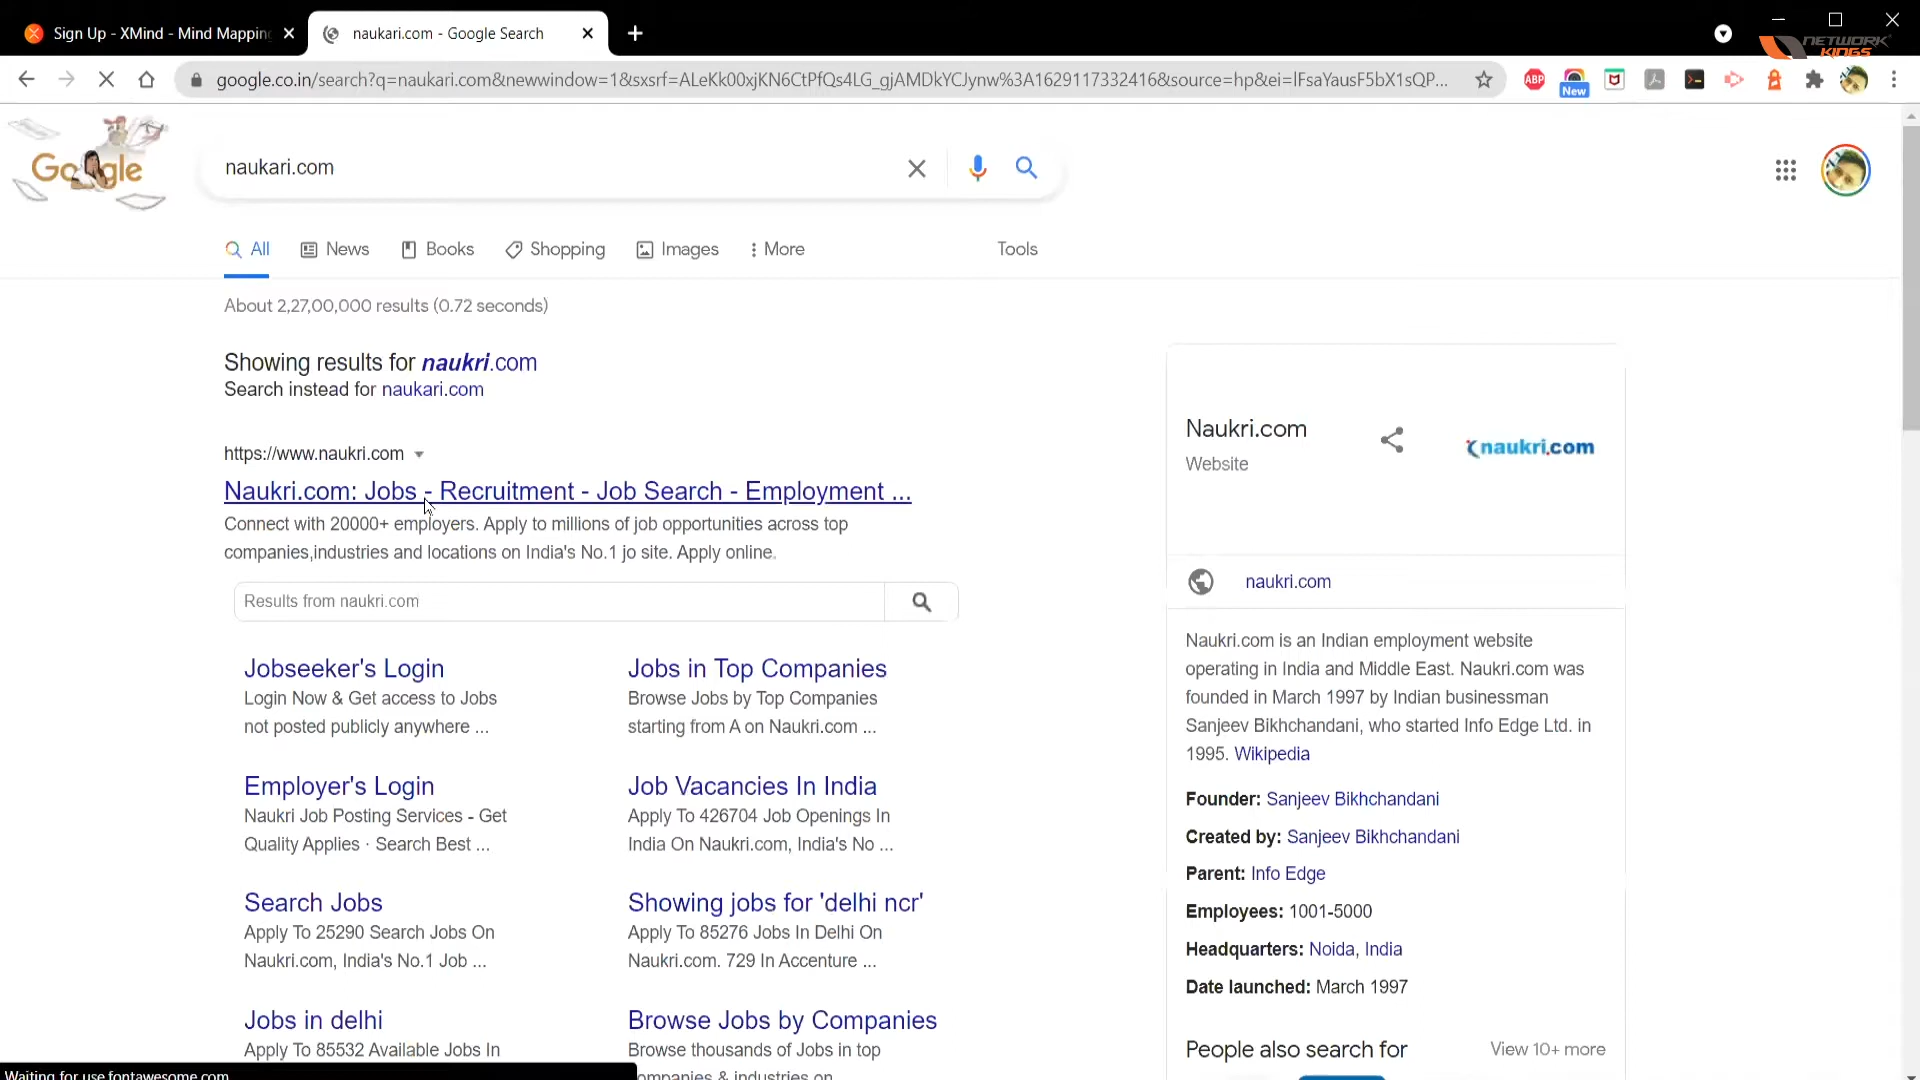 Sign Up - XMind - Mind Mapping
naukari.com - Google Search
NETWORK
KINGS
google.co.in/search?q=naukari.com&newwindow=1&sxsrf=ALeKk00xjKN6CtPfQs4LG_gjAMDkYCJynw%3A1629117332416&source=hp&ei=lFsaYausF5bX1sQP...
ABP
New
Google
naukari.com
All
News
Books
Shopping
Images
More
Tools
About 2,27,00,000 results (0.72 seconds)
Showing results for naukri.com
Search instead for naukari.com
https://www.naukri.com
Naukri.com: Jobs - Recruitment - Job Search - Employment ...
Connect with 20000+ employers. Apply to millions of job opportunities across top
companies,industries and locations on India's No.1 jo site. Apply online.
Results from naukri.com
Jobseeker's Login
Login Now & Get access to Jobs
not posted publicly anywhere ...
Jobs in Top Companies
Browse Jobs by Top Companies
starting from A on Naukri.com ...
Employer's Login
Naukri Job Posting Services - Get
Quality Applies · Search Best ...
Job Vacancies In India
Apply To 426704 Job Openings In
India On Naukri.com, India's No ...
Search Jobs
Apply To 25290 Search Jobs On
Naukri.com, India's No.1 Job ...
Showing jobs for 'delhi ncr'
Apply To 85276 Jobs In Delhi On
Naukri.com. 729 In Accenture ...
Jobs in delhi
Apply To 85532 Available Jobs In
Browse Jobs by Companies
Browse thousands of Jobs in top
companies & industries on
Waiting for use.fontawesome.com
Naukri.com
Website
naukri.com
naukri.com
Naukri.com is an Indian employment website
operating in India and Middle East. Naukri.com was
founded in March 1997 by Indian businessman
Sanjeev Bikhchandani, who started Info Edge Ltd. in
1995. Wikipedia
Founder: Sanjeev Bikhchandani
Created by: Sanjeev Bikhchandani
Parent: Info Edge
Employees: 1001-5000
Headquarters: Noida, India
Date launched: March 1997
People also search for
View 10+ more